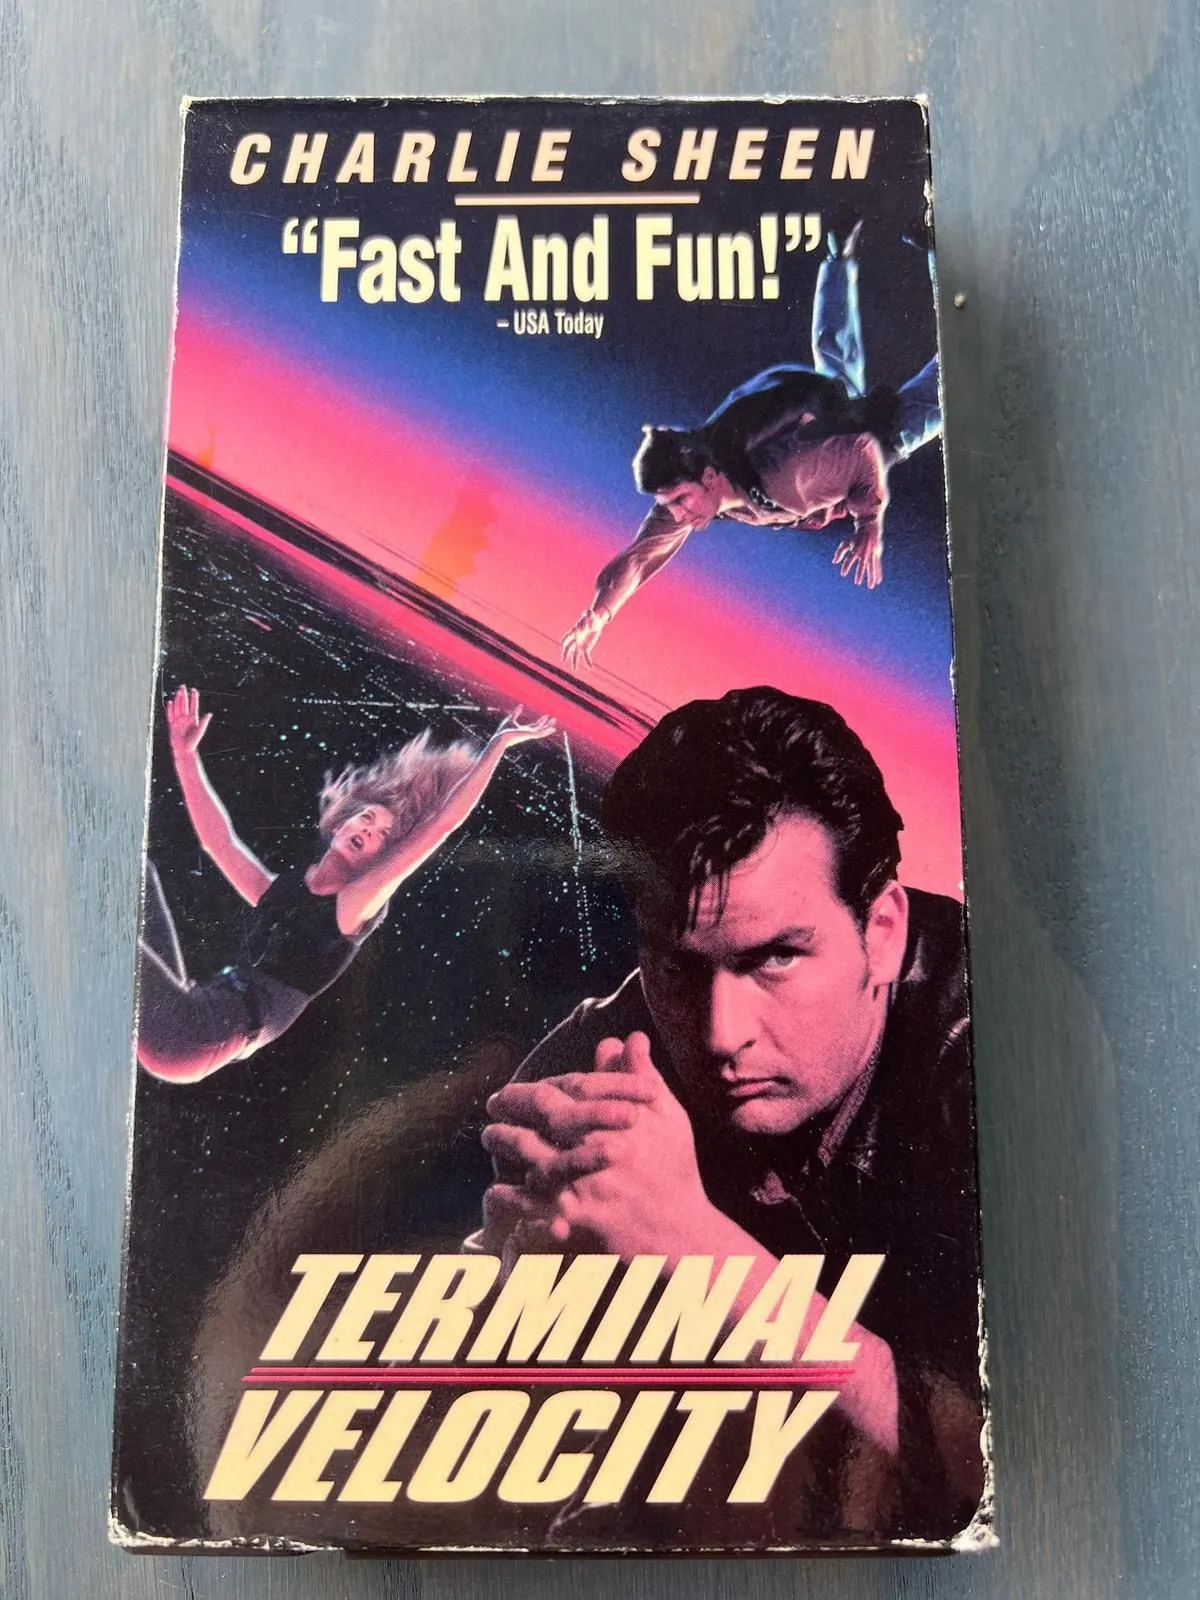 CHARLIE SHEEN
“Fast And Fun!”
– USA Today
TERMINAL
VELOCITY